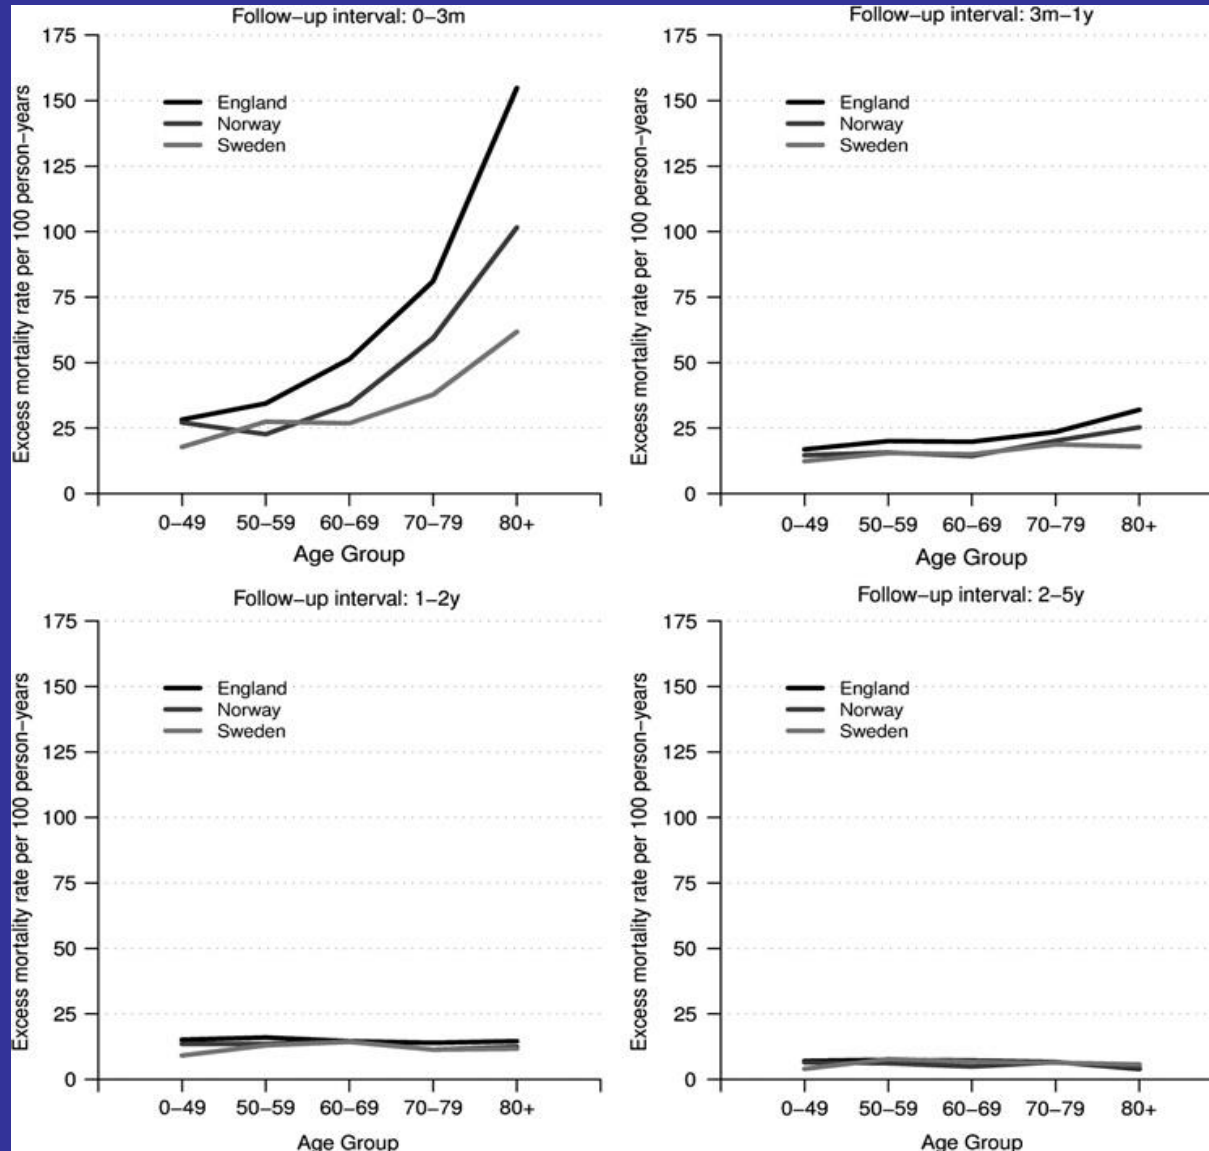 Follow−up interval: 0−3m
Excess mortality rate per 100 person−years
175
150
125
100
75
50
25
0
England
Norway
Sweden
0−49 50−59 60−69 70−79 80+
Age Group
Follow−up interval: 3m−1y
Excess mortality rate per 100 person−years
175
150
125
100
75
50
25
0
England
Norway
Sweden
0−49 50−59 60−69 70−79 80+
Age Group
Follow−up interval: 1−2y
Excess mortality rate per 100 person−years
175
150
125
100
75
50
25
0
England
Norway
Sweden
0−49 50−59 60−69 70−79 80+
Age Group
Follow−up interval: 2−5y
Excess mortality rate per 100 person−years
175
150
125
100
75
50
25
0
England
Norway
Sweden
0−49 50−59 60−69 70−79 80+
Age Group